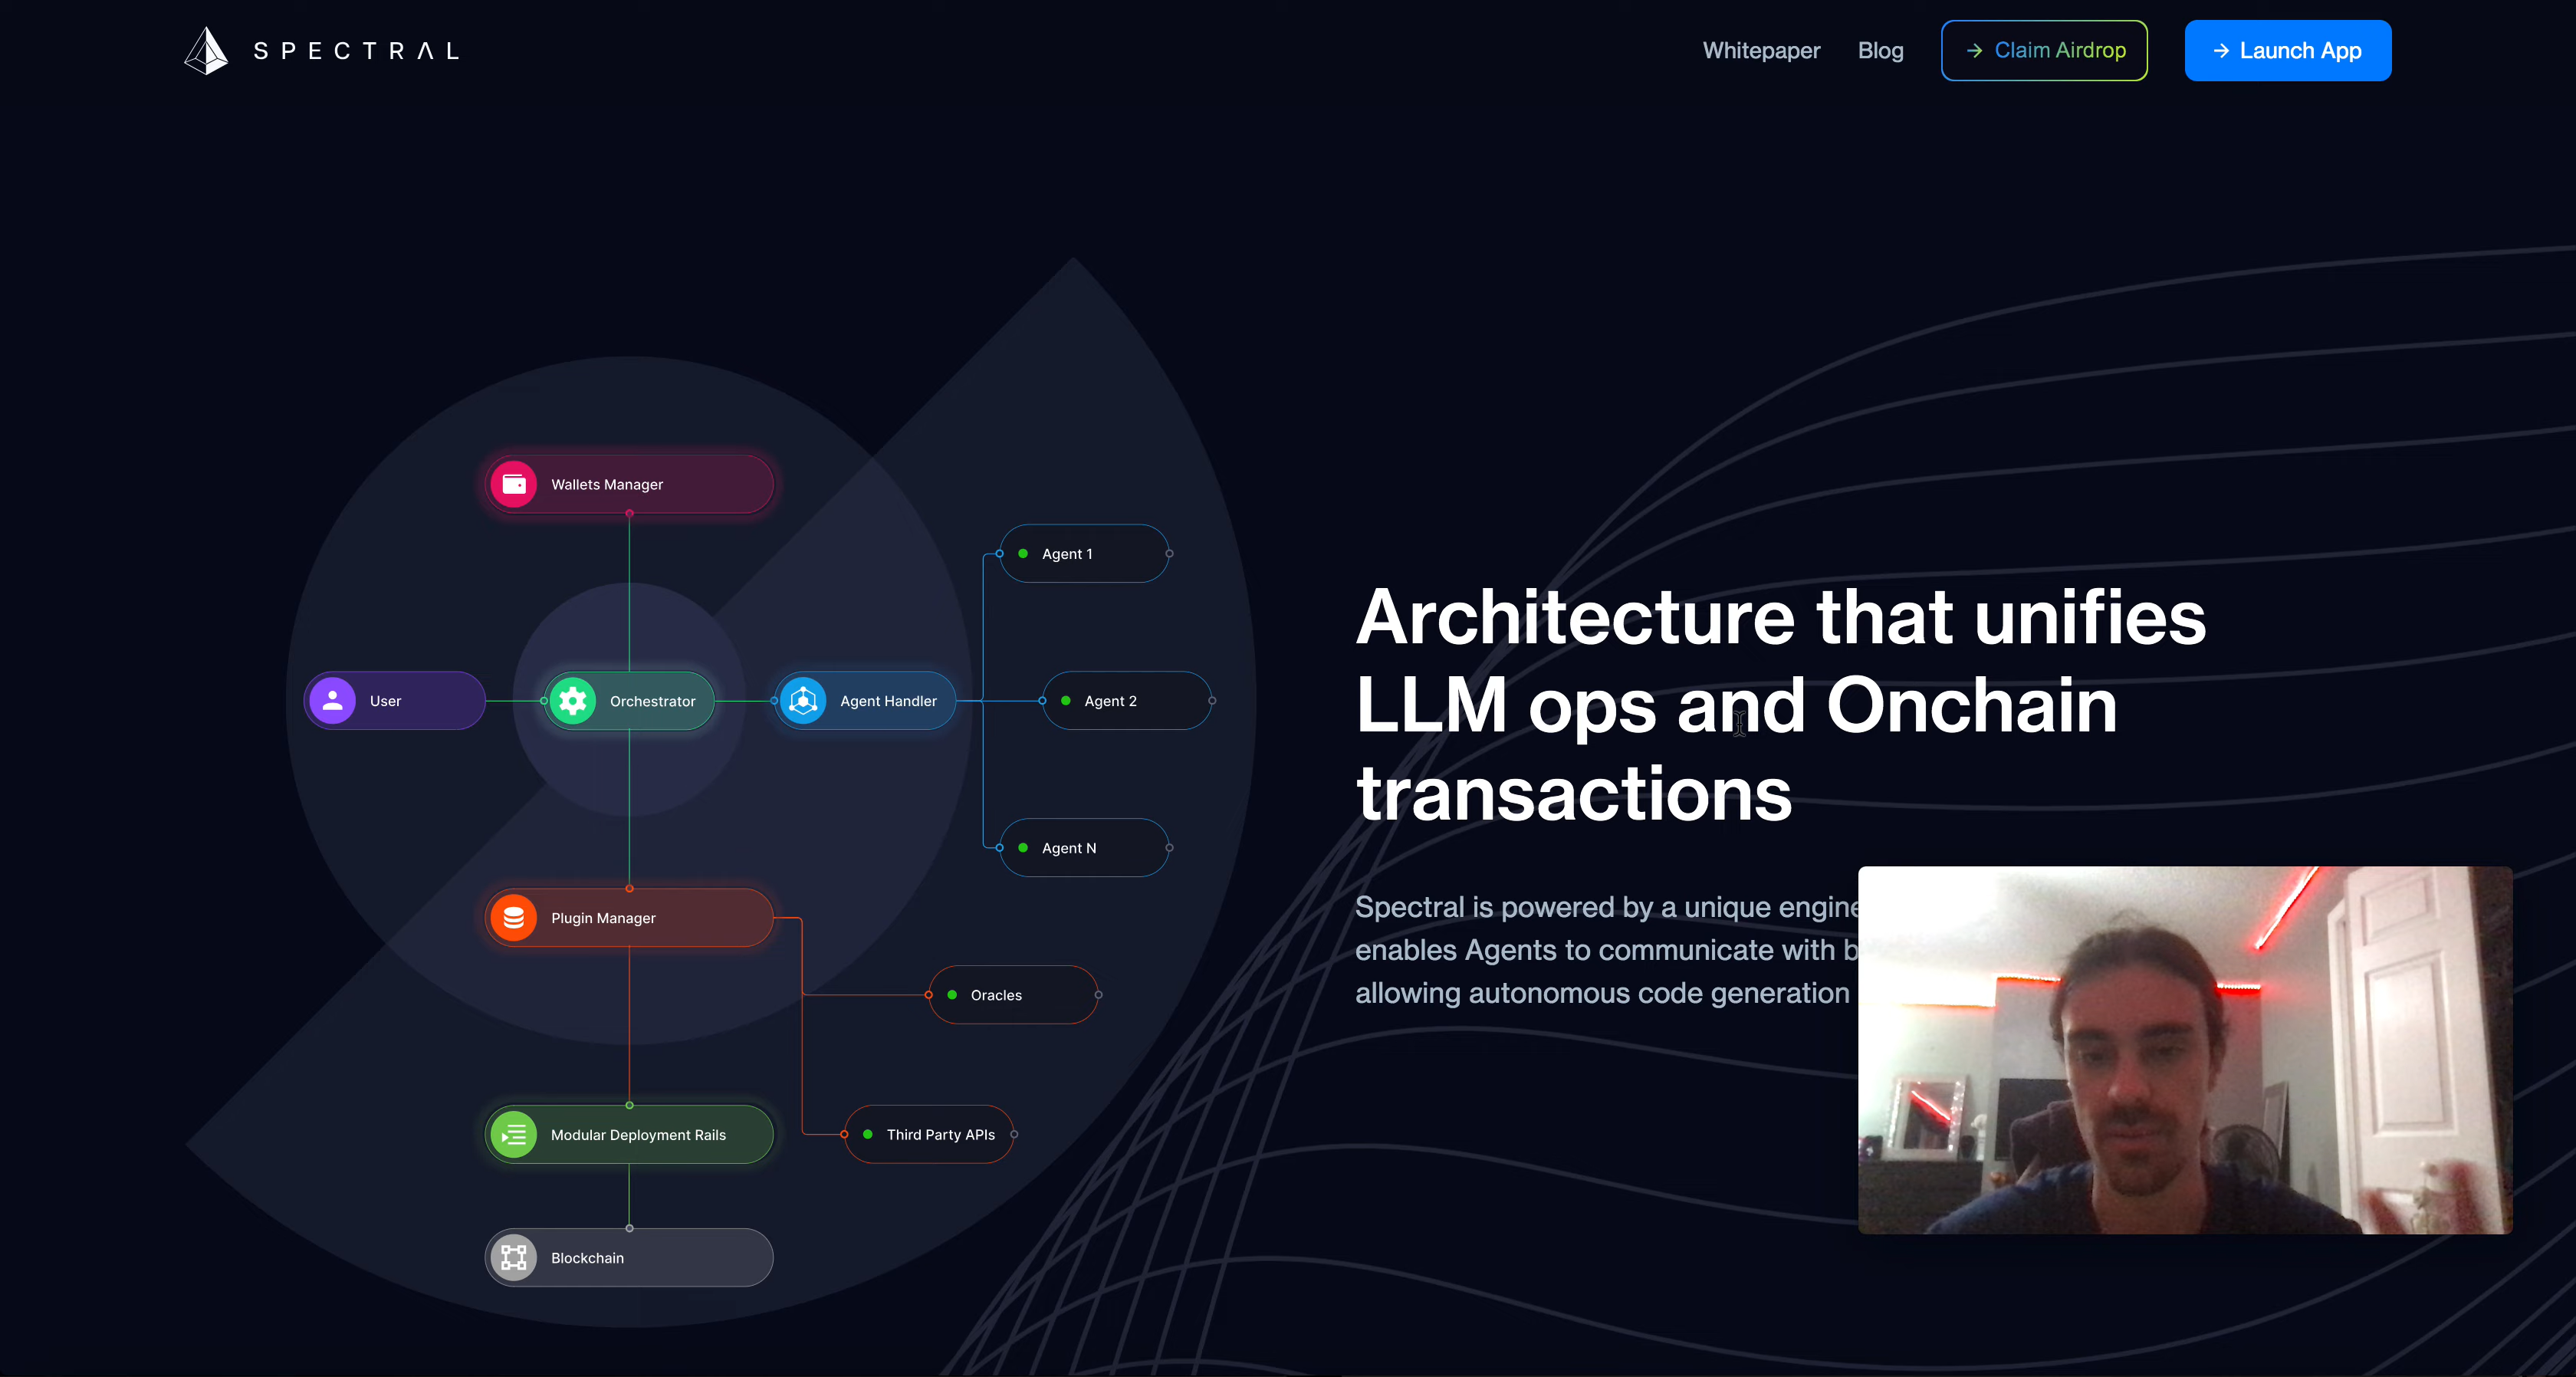 SPECTRAL
Whitepaper
Blog
→ Claim Airdrop
→ Launch App
Wallets Manager
Agent 1
User
Orchestrator
Agent Handler
Agent 2
Agent N
Plugin Manager
Oracles
Modular Deployment Rails
Third Party APIs
Blockchain
Architecture that unifies
LLM ops and Onchain
transactions
Spectral is powered by a unique engine
enables Agents to communicate with
allowing autonomous code generation